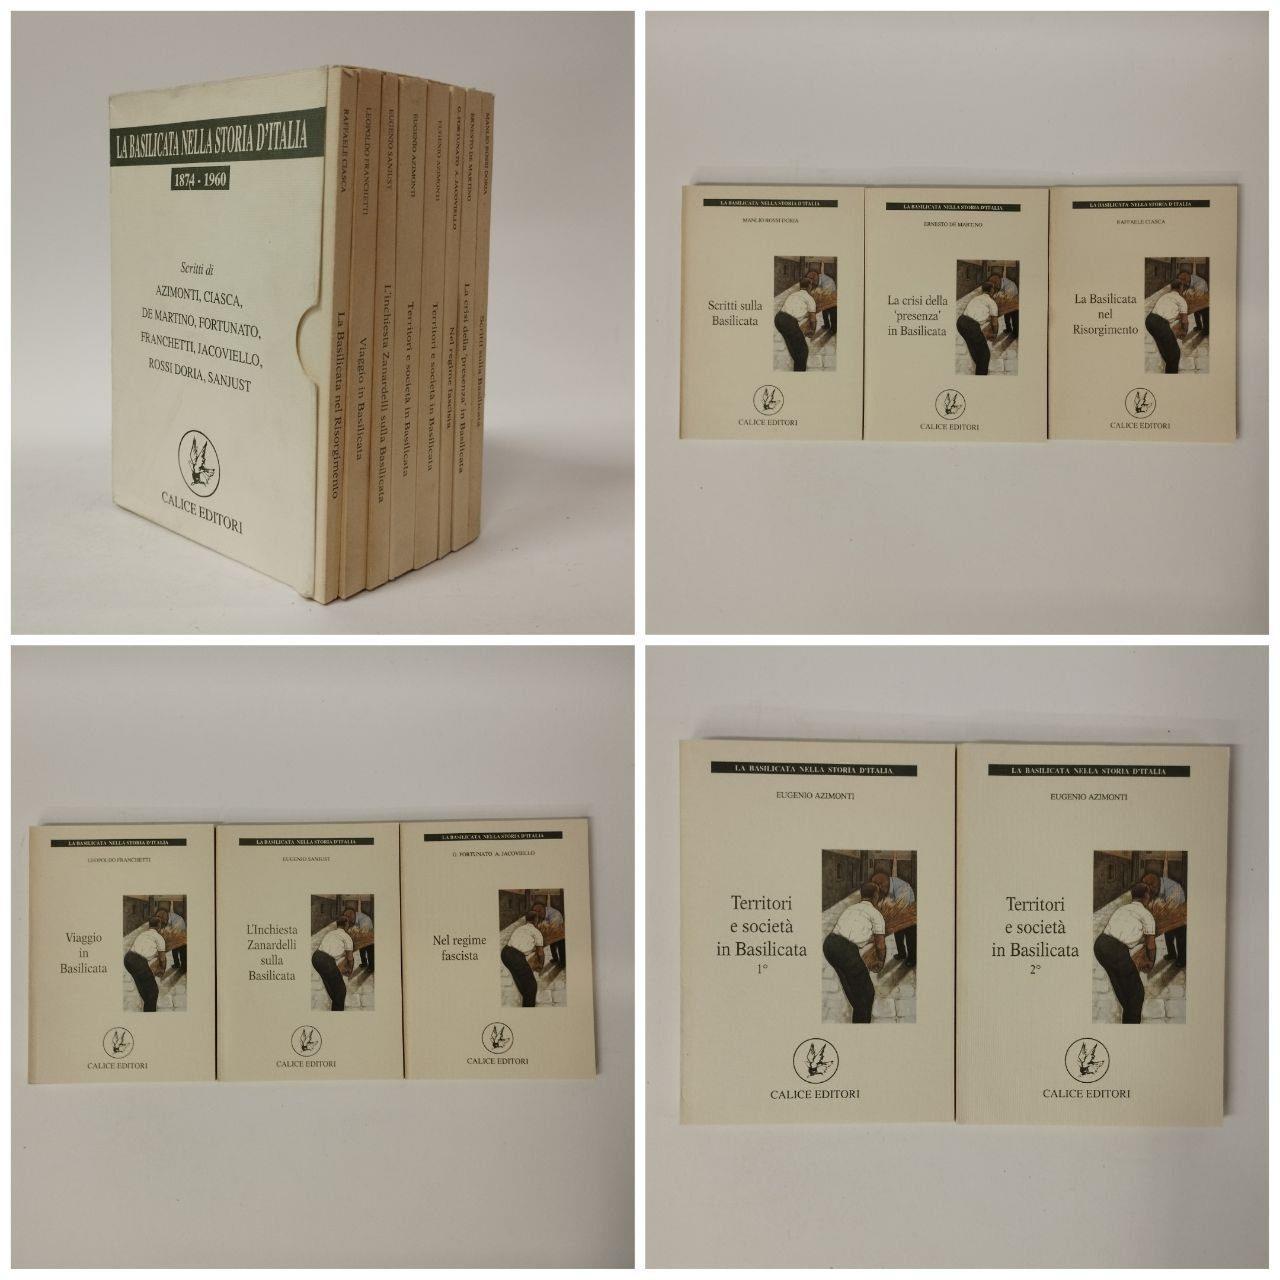 LA BASILICATA NELLA STORIA D'ITALIA
1874 - 1960
Scritti di
AZIMONTI, CIASCA,
DE MARTINO, FORTUNATO,
FRANCHETTI, JACOVIELLO,
ROSSI DORIA, SANJUST
CALICE EDITORI
RAFFAELE CIASCA
La Basilicata nel Risorgimento
LEOPOLDO FRANCHETTI
Viaggio in Basilicata
EUGENIO SANJUST
L'inchiesta Zanardelli sulla Basilicata
EUGENIO AZIMONTI
Territori e società in Basilicata
EUGENIO AZIMONTI
Territori e società in Basilicata
G. FORTUNATO A. JACOVIELLO
Nel regime fascista
ERNESTO DE MARTINO
La crisi della 'presenza' in Basilicata
MANLIO ROSSI DORIA
Scritti sulla Basilicata
LA BASILICATA NELLA STORIA D'ITALIA
MANLIO ROSSI DORIA
Scritti sulla
Basilicata
CALICE EDITORI
LA BASILICATA NELLA STORIA D'ITALIA
ERNESTO DE MARTINO
La crisi della
'presenza'
in Basilicata
CALICE EDITORI
LA BASILICATA NELLA STORIA D'ITALIA
RAFFAELE CIASCA
La Basilicata
nel
Risorgimento
CALICE EDITORI
LA BASILICATA NELLA STORIA D'ITALIA
LEOPOLDO FRANCHETTI
Viaggio
in
Basilicata
CALICE EDITORI
LA BASILICATA NELLA STORIA D'ITALIA
EUGENIO SANJUST
L'Inchiesta
Zanardelli
sulla
Basilicata
CALICE EDITORI
LA BASILICATA NELLA STORIA D'ITALIA
G. FORTUNATO A. JACOVIELLO
Nel regime
fascista
CALICE EDITORI
LA BASILICATA NELLA STORIA D'ITALIA
EUGENIO AZIMONTI
Territori
e società
in Basilicata
1°
CALICE EDITORI
LA BASILICATA NELLA STORIA D'ITALIA
EUGENIO AZIMONTI
Territori
e società
in Basilicata
2°
CALICE EDITORI